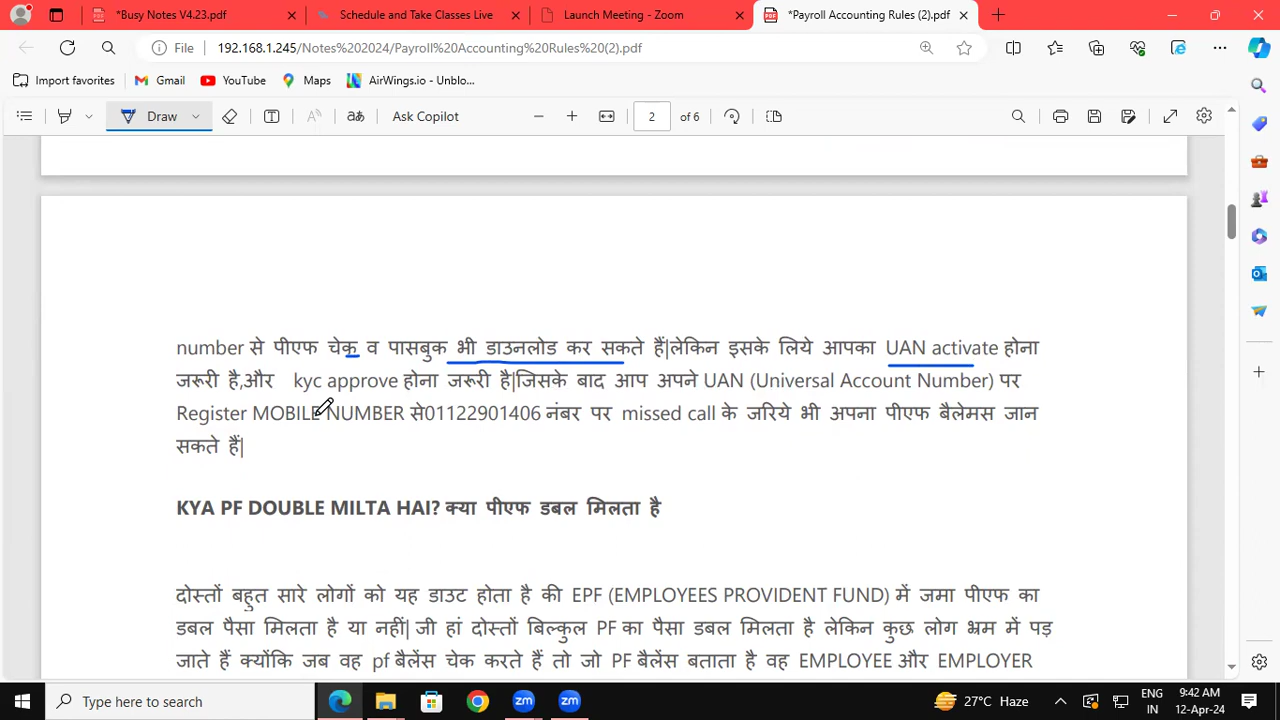 *Busy Notes V4.23.pdf
Schedule and Take Classes Live
Launch Meeting - Zoom
*Payroll Accounting Rules (2).pdf
File
192.168.1.245/Notes%202024/Payroll%20Accounting%20Rules%20(2).pdf
Import favorites
Gmail
YouTube
Maps
AirWings.io - Unblo...
Draw
Ask Copilot
2 of 6
number से पीएफ चेक व पासबुक भी डाउनलोड कर सकते हैं|लेकिन इसके लिये आपका UAN activate होना
जरूरी है,और kyc approve होना जरूरी है|जिसके बाद आप अपने UAN (Universal Account Number) पर
Register MOBILE NUMBER से01122901406 नंबर पर missed call के जरिये भी अपना पीएफ बैलेमस जान
सकते हैं|
KYA PF DOUBLE MILTA HAI? क्या पीएफ डबल मिलता है
दोस्तों बहुत सारे लोगों को यह डाउट होता है की EPF (EMPLOYEES PROVIDENT FUND) में जमा पीएफ का
डबल पैसा मिलता है या नहीं| जी हां दोस्तों बिल्कुल PF का पैसा डबल मिलता है लेकिन कुछ लोग भ्रम में पड़
जाते हैं क्योंकि जब वह pf बैलेंस चेक करते हैं तो जो PF बैलेंस बताता है वह EMPLOYEE और EMPLOYER
Type here to search
27°C Haze
ENG
IN
9:42 AM
12-Apr-24